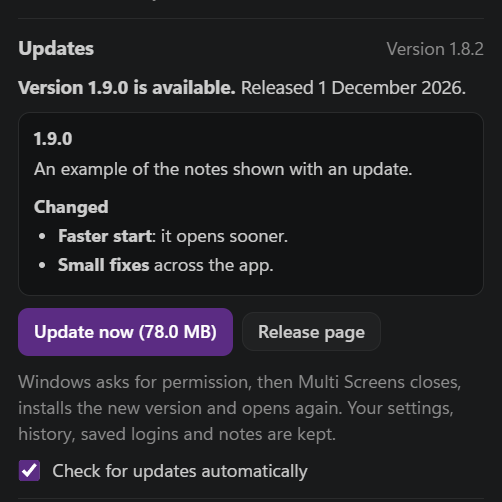 Updates
Version 1.8.2
Version 1.9.0 is available. Released 1 December 2026.
1.9.0
An example of the notes shown with an update.
Changed
• Faster start: it opens sooner.
• Small fixes across the app.
Update now (78.0 MB)
Release page
Windows asks for permission, then Multi Screens closes,
installs the new version and opens again. Your settings,
history, saved logins and notes are kept.
Check for updates automatically